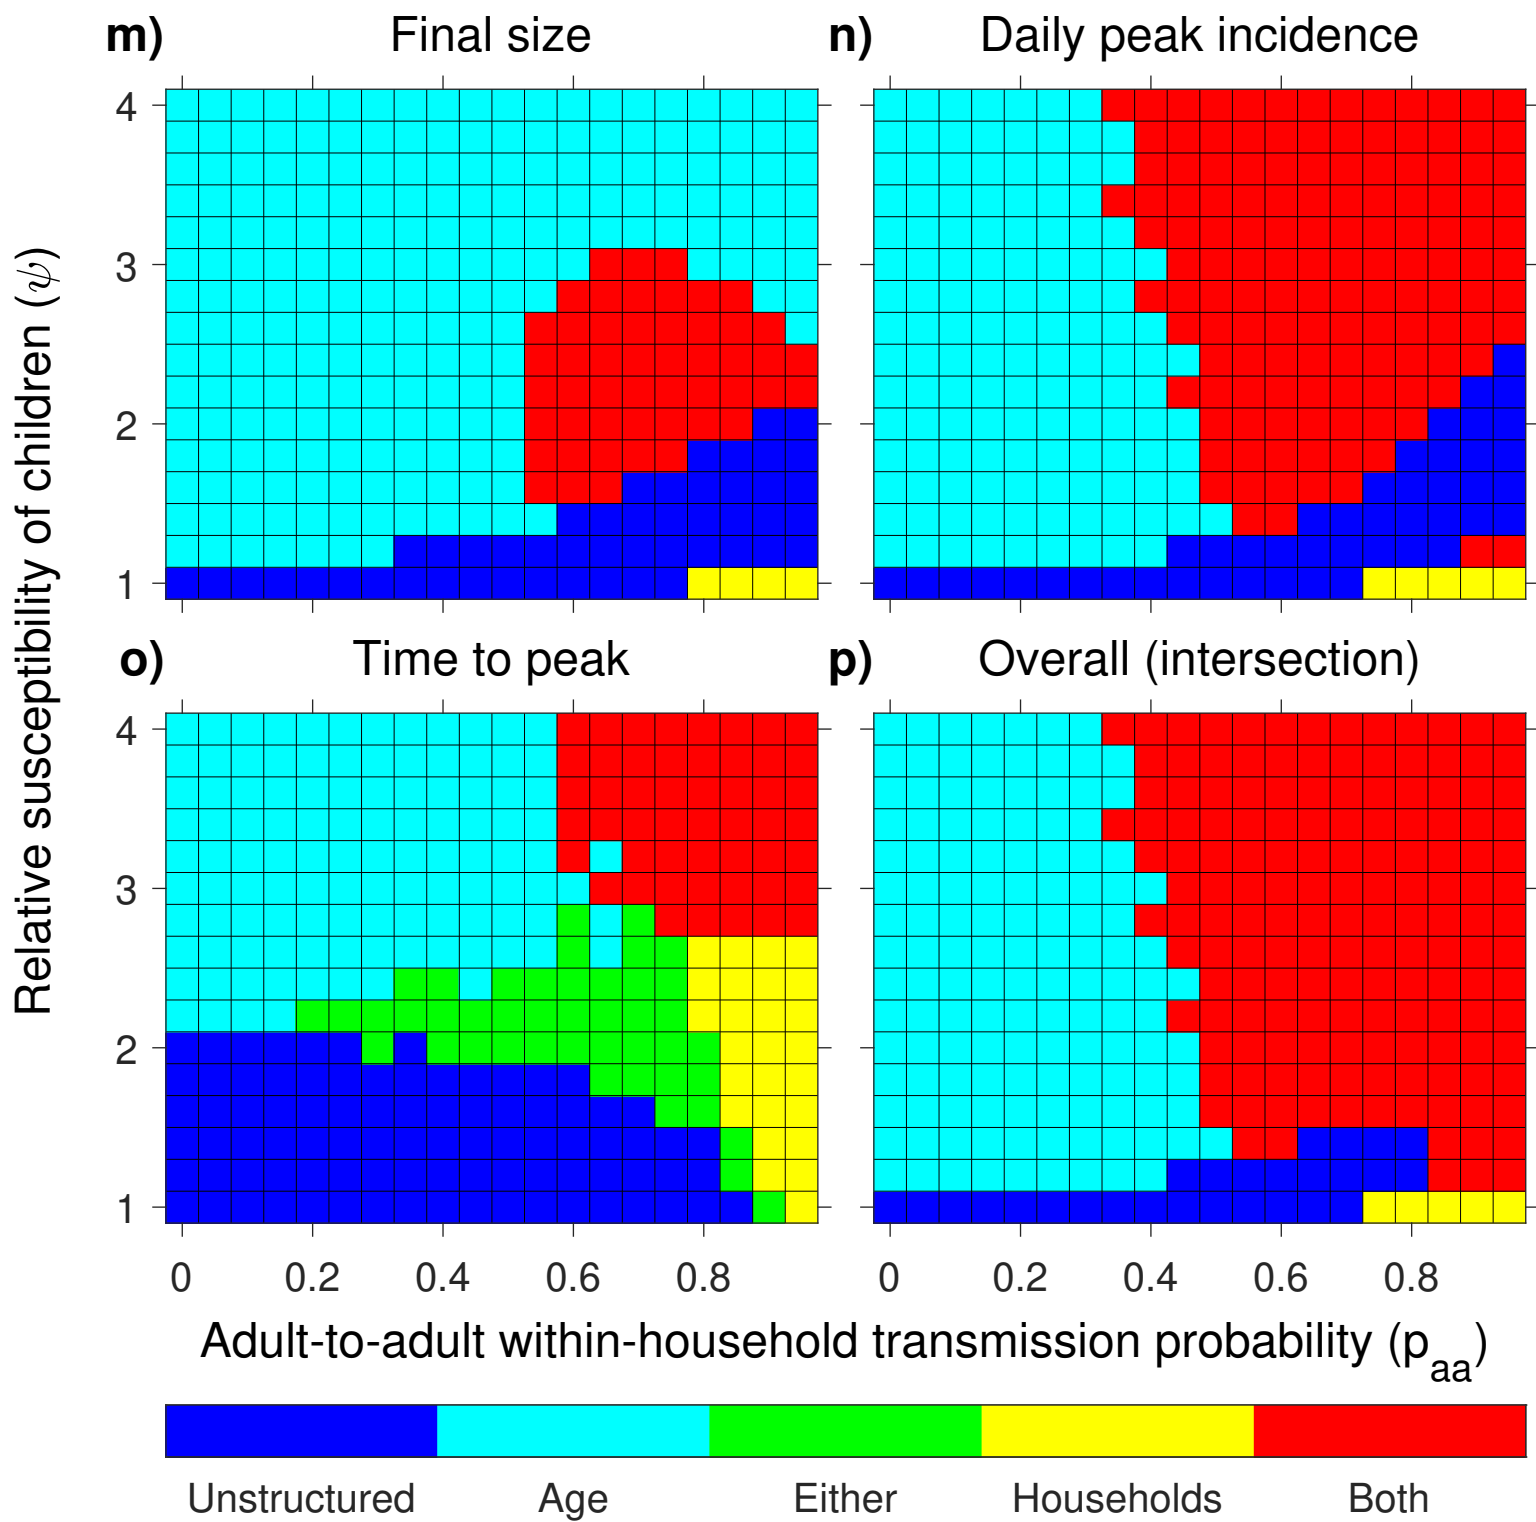 m) Final size
n) Daily peak incidence
4
3
2
1
o) Time to peak
p) Overall (intersection)
4
3
2
1
Relative susceptibility of children (ψ)
0 0.2 0.4 0.6 0.8
0 0.2 0.4 0.6 0.8
Adult-to-adult within-household transmission probability (p_aa)
Unstructured Age Either Households Both